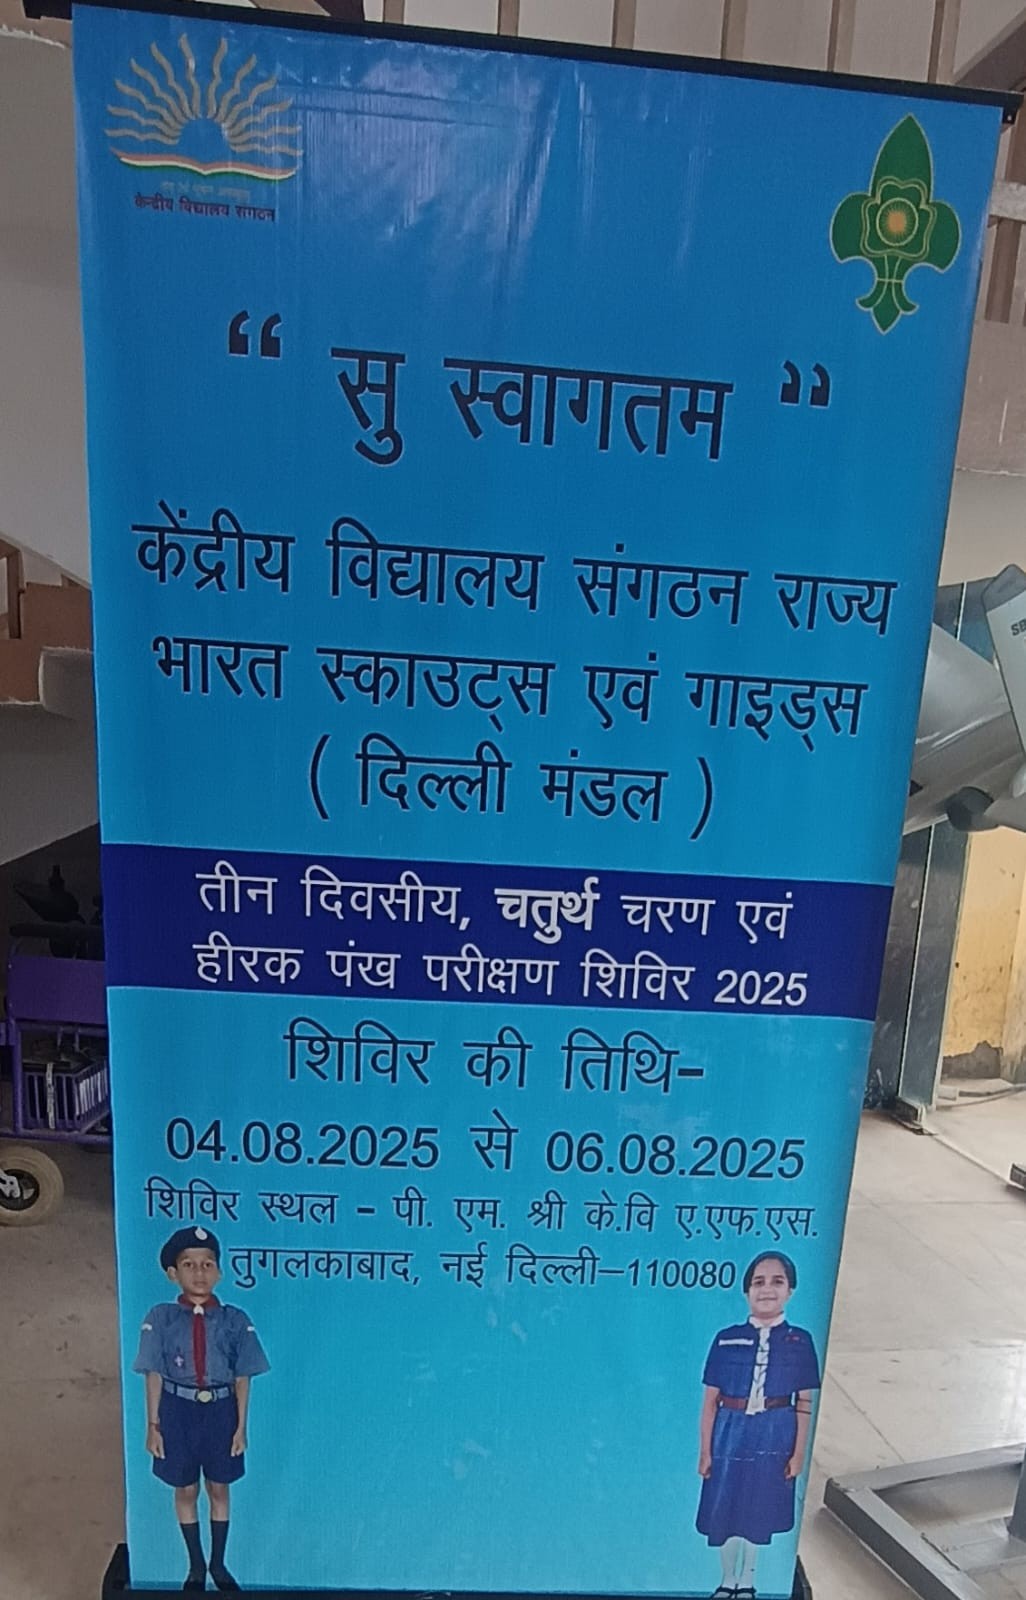 केन्द्रीय विद्यालय संगठन
“ सु स्वागतम ”
केंद्रीय विद्यालय संगठन राज्य
भारत स्काउट्स एवं गाइड्स
( दिल्ली मंडल )
तीन दिवसीय, चतुर्थ चरण एवं
हीरक पंख परीक्षण शिविर 2025
शिविर की तिथि-
04.08.2025 से 06.08.2025
शिविर स्थल - पी. एम. श्री के.वि ए.एफ.एस.
तुगलकाबाद, नई दिल्ली–110080